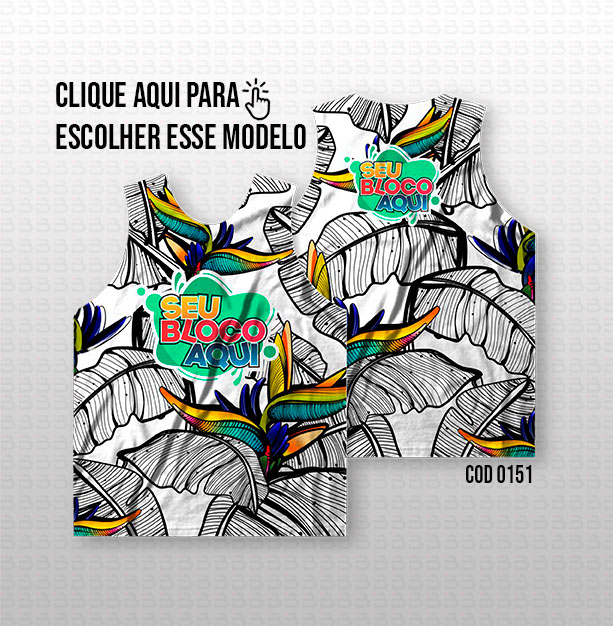 CLIQUE AQUI PARA
ESCOLHER ESSE MODELO
SEU
BLOCO
AQUI
SEU
BLOCO
AQUI
COD 0151